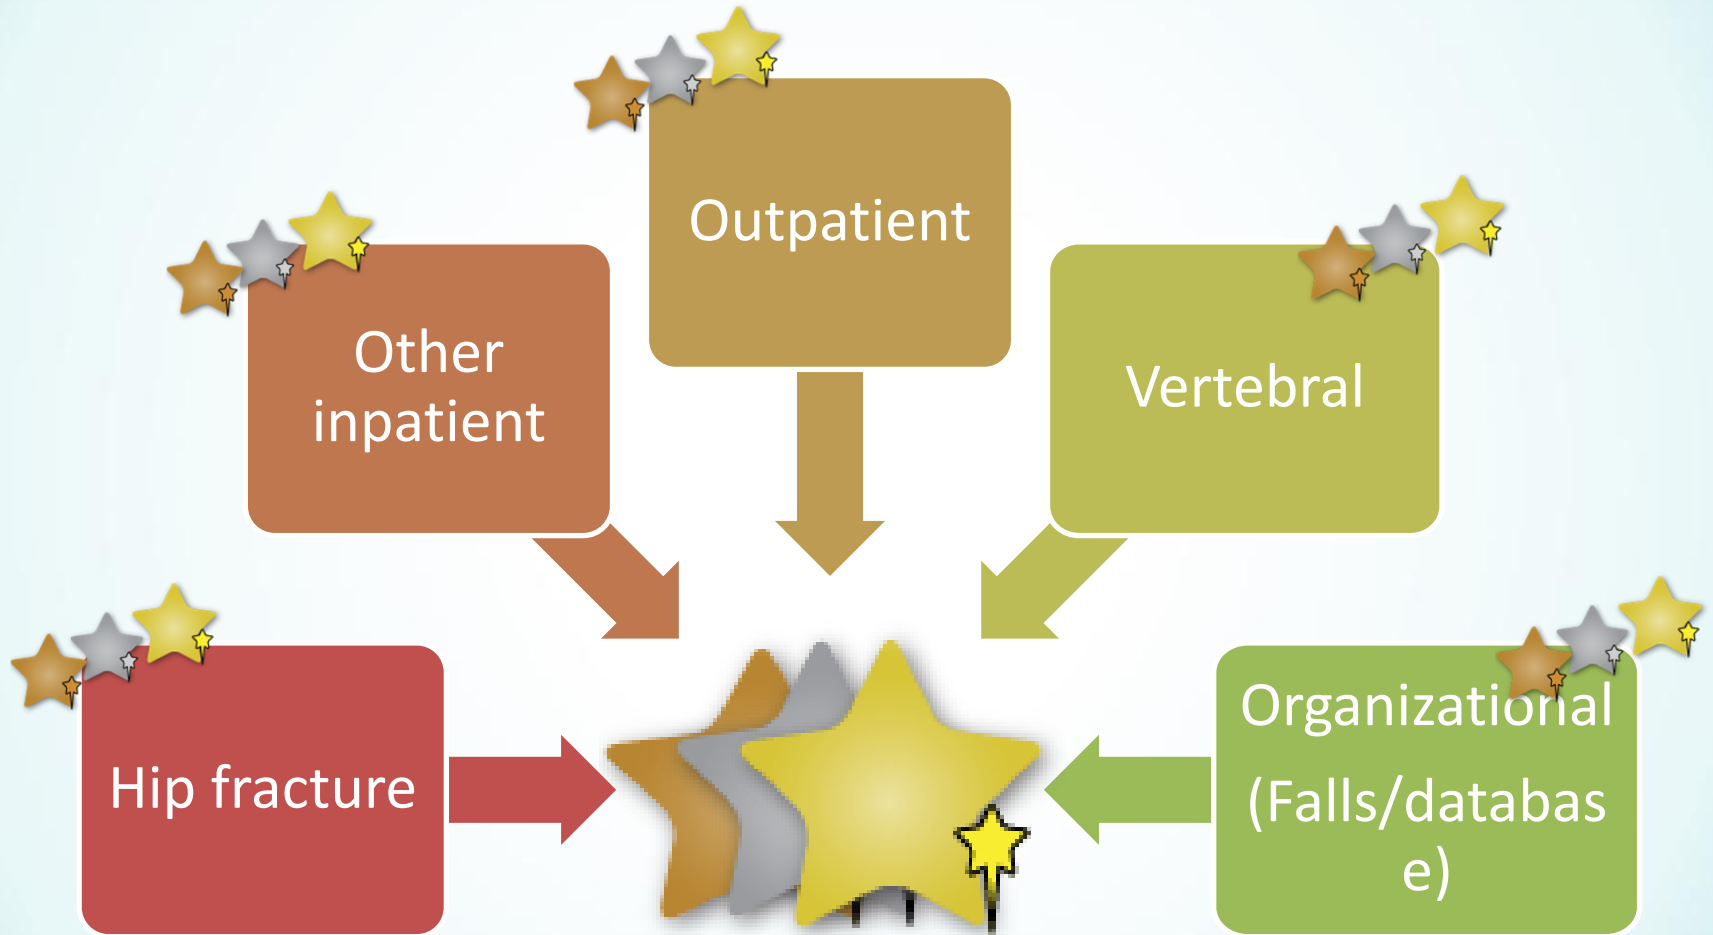 Outpatient
Other
inpatient
Vertebral
Hip fracture
Organizational
(Falls/databas
e)